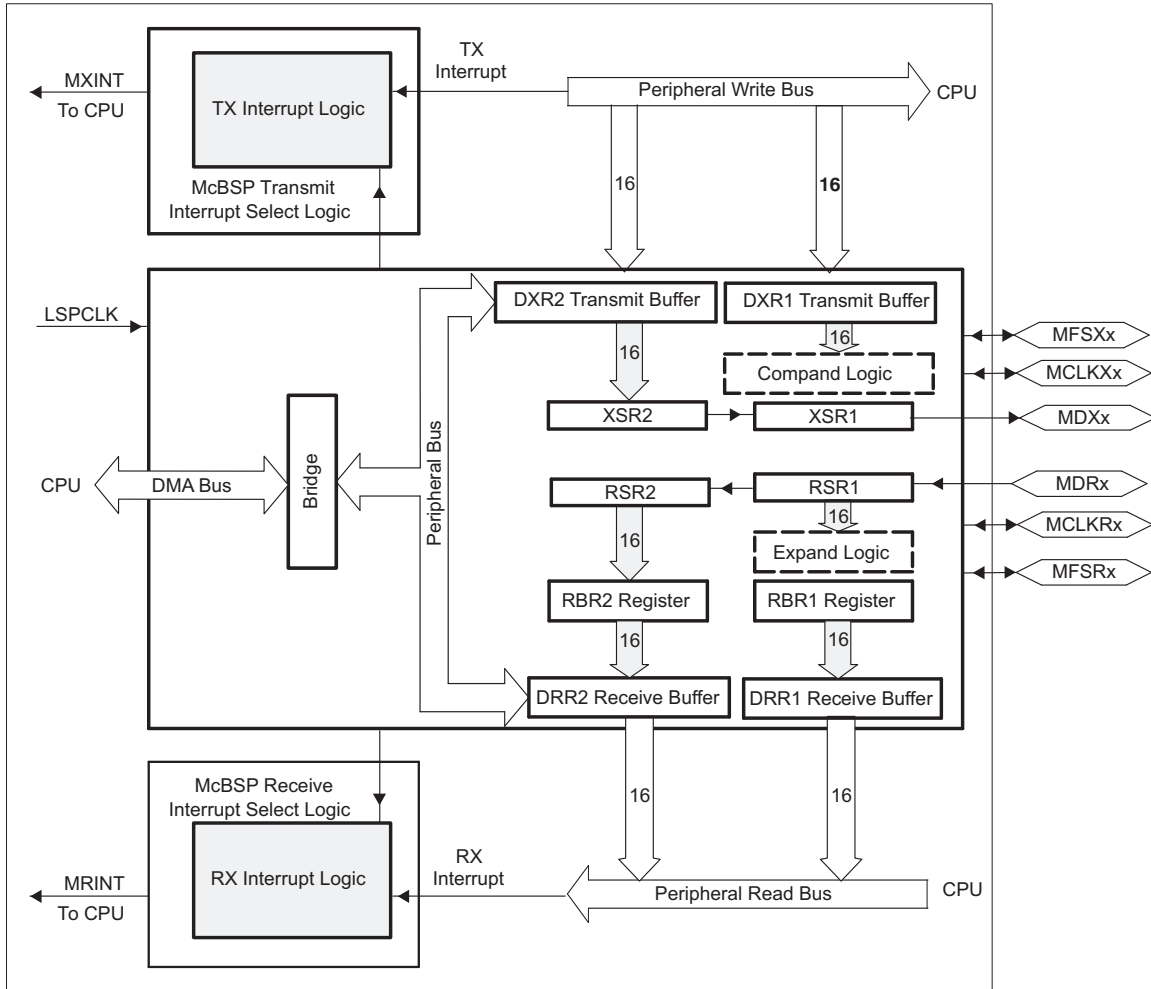 MXINT
To CPU
TX Interrupt Logic
McBSP Transmit
Interrupt Select Logic
TX
Interrupt
Peripheral Write Bus
CPU
16
16
LSPCLK
DXR2 Transmit Buffer
DXR1 Transmit Buffer
16
16
Compand Logic
XSR2
XSR1
MFSXx
MCLKXx
MDXx
CPU
DMA Bus
Bridge
Peripheral Bus
RSR2
RSR1
MDRx
16
16
MCLKRx
Expand Logic
MFSRx
RBR2 Register
RBR1 Register
16
16
DRR2 Receive Buffer
DRR1 Receive Buffer
McBSP Receive
Interrupt Select Logic
16
16
RX Interrupt Logic
RX
Interrupt
Peripheral Read Bus
CPU
MRINT
To CPU